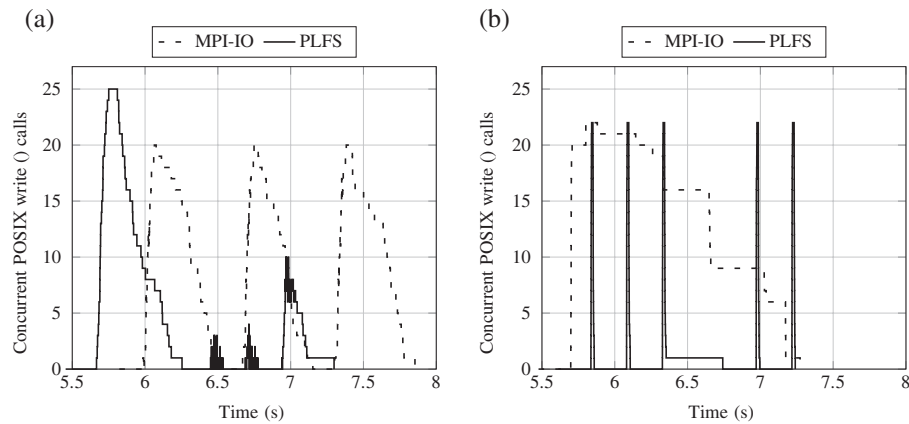 (a)
MPI-IO PLFS
25
20
15
10
5
0
Concurrent POSIX write () calls
5.5 6 6.5 7 7.5 8
Time (s)
(b)
MPI-IO PLFS
25
20
15
10
5
0
Concurrent POSIX write () calls
5.5 6 6.5 7 7.5 8
Time (s)